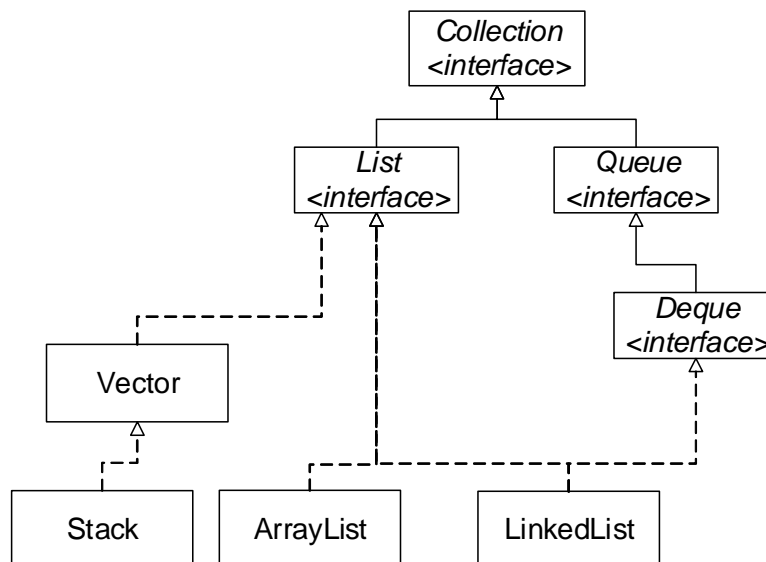 Collection
<interface>
List
<interface>
Queue
<interface>
Deque
<interface>
Vector
Stack
ArrayList
LinkedList